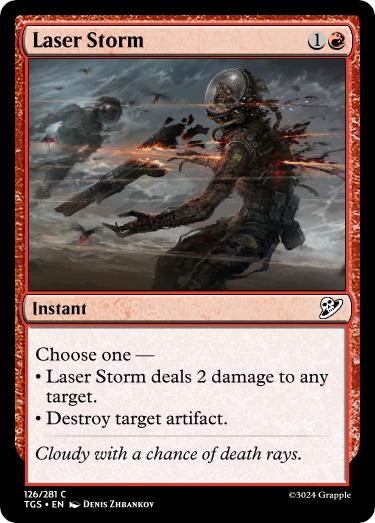 Laser Storm 1
Instant
Choose one —
• Laser Storm deals 2 damage to any
target.
• Destroy target artifact.
Cloudy with a chance of death rays.
126/281 C
TGS • EN Denis Zhbankov
©3024 Grapple